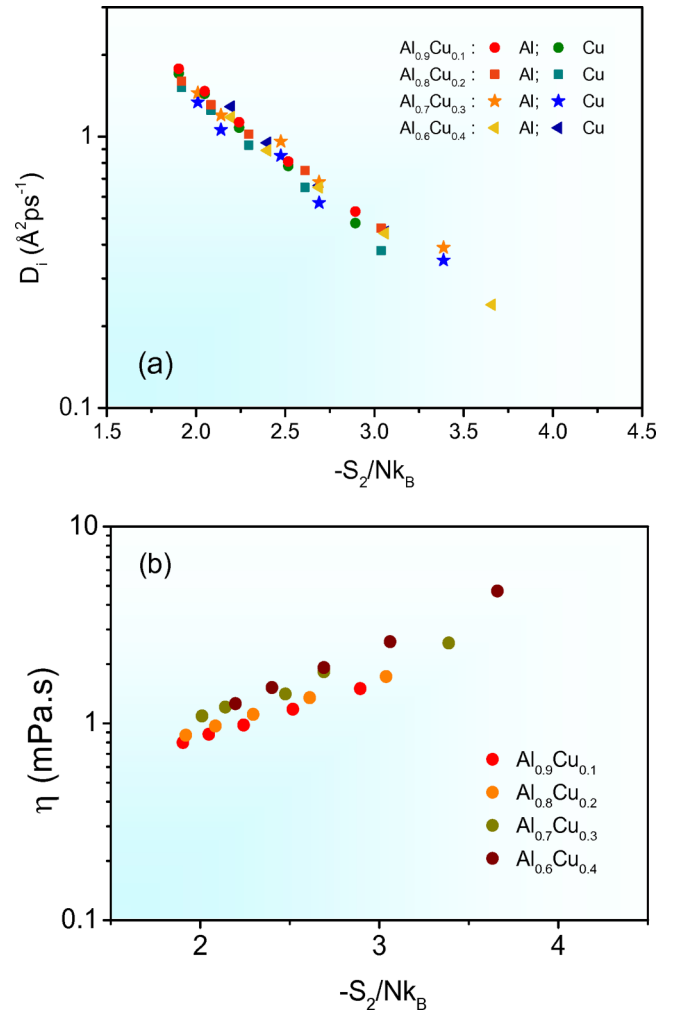 Al0.9Cu0.1 : Al; Cu
Al0.8Cu0.2 : Al; Cu
Al0.7Cu0.3 : Al; Cu
Al0.6Cu0.4 : Al; Cu
1
0.1
Di (Å2ps-1)
(a)
1.5 2.0 2.5 3.0 3.5 4.0 4.5
-S2/NkB
10
1
0.1
(b)
η (mPa.s)
Al0.9Cu0.1
Al0.8Cu0.2
Al0.7Cu0.3
Al0.6Cu0.4
2 3 4
-S2/NkB